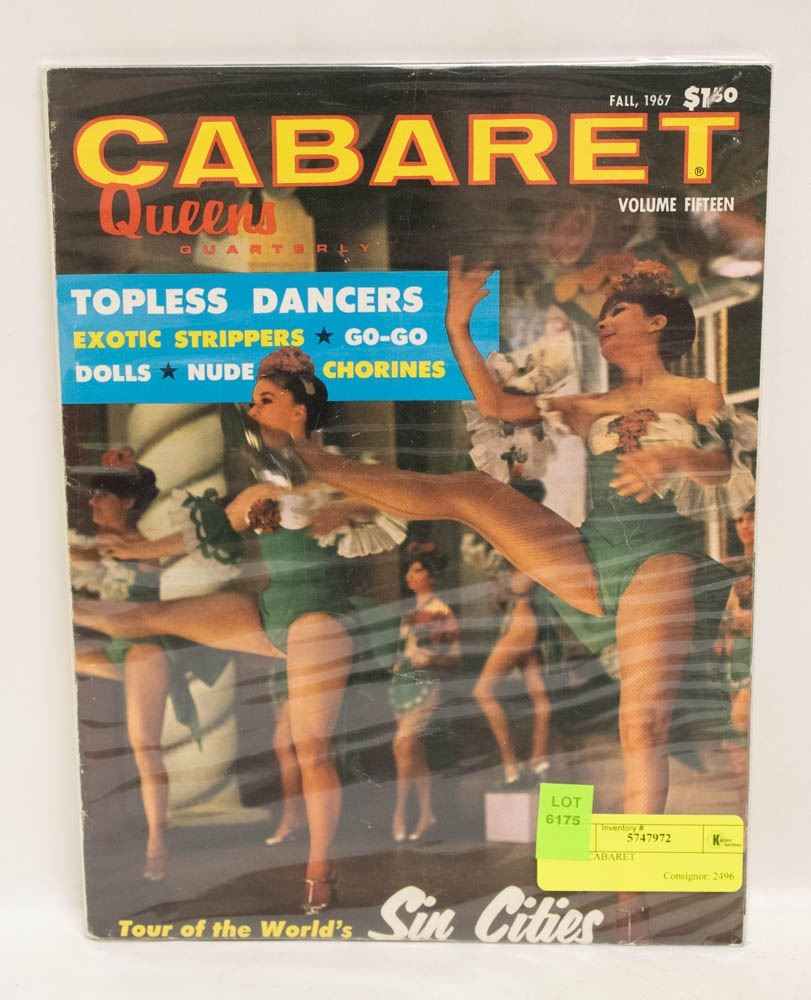 FALL, 1967 $1.50
CABARET ®
Queens
QUARTERLY
VOLUME FIFTEEN
TOPLESS DANCERS
EXOTIC STRIPPERS ★ GO-GO
DOLLS ★ NUDE CHORINES
LOT
6175
Inventory #
5747972
CABARET
Consignor: 2496
Tour of the World's Sin Cities